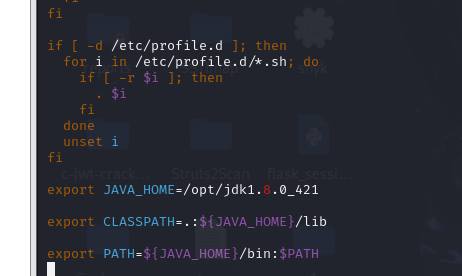 fi
fi
if [ -d /etc/profile.d ]; then
for i in /etc/profile.d/*.sh; do
if [ -r $i ]; then
. $i
fi
done
unset i
fi
export JAVA_HOME=/opt/jdk1.8.0_421
export CLASSPATH=.:${JAVA_HOME}/lib
export PATH=${JAVA_HOME}/bin:$PATH
c-jwt-crack...
Struts2Scan
flask_sessi...